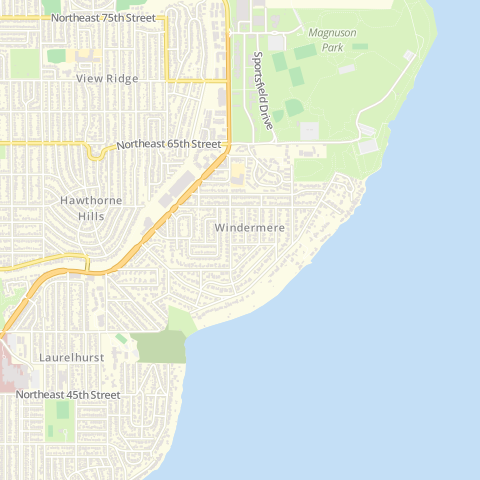 Northeast 75th Street
Magnuson
Park
View Ridge
Sportsfield Drive
Northeast 65th Street
Hawthorne
Hills
Windermere
Laurelhurst
Northeast 45th Street